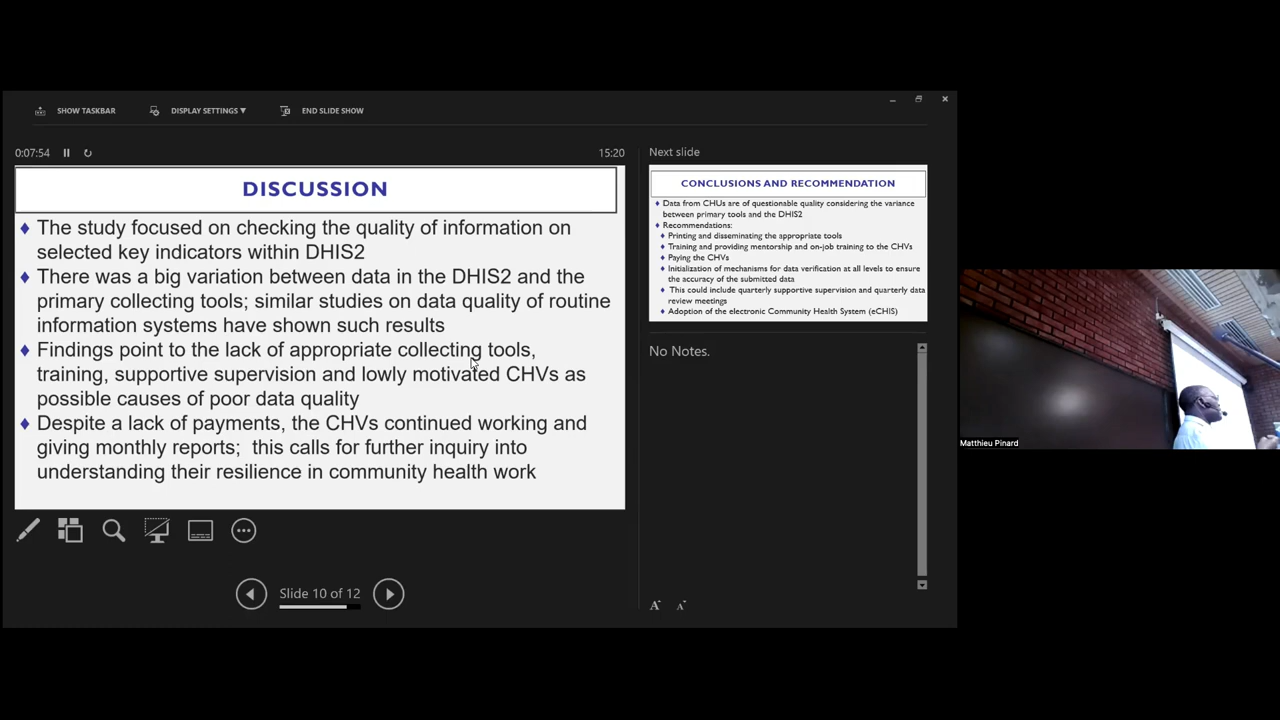 SHOW TASKBAR
DISPLAY SETTINGS ▼
END SLIDE SHOW
0:07:54
15:20
DISCUSSION
The study focused on checking the quality of information on
selected key indicators within DHIS2
There was a big variation between data in the DHIS2 and the
primary collecting tools; similar studies on data quality of routine
information systems have shown such results
Findings point to the lack of appropriate collecting tools,
training, supportive supervision and lowly motivated CHVs as
possible causes of poor data quality
Despite a lack of payments, the CHVs continued working and
giving monthly reports; this calls for further inquiry into
understanding their resilience in community health work
Slide 10 of 12
Next slide
CONCLUSIONS AND RECOMMENDATION
Data from CHUs are of questionable quality considering the variance
between primary tools and the DHIS2
Recommendations:
Printing and disseminating the appropriate tools
Training and providing mentorship and on-job training to the CHVs
Paying the CHVs
Initialization of mechanisms for data verification at all levels to ensure
the accuracy of the submitted data
This could include quarterly supportive supervision and quarterly data
review meetings
Adoption of the electronic Community Health System (eCHIS)
No Notes.
A A
Matthieu Pinard